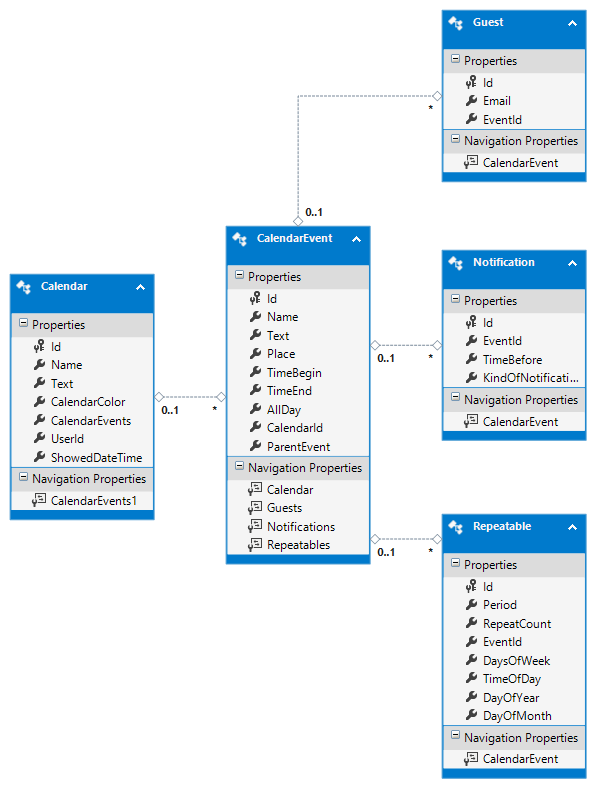 Guest
Properties
Id
Email
EventId
Navigation Properties
CalendarEvent
*
0..1
CalendarEvent
Properties
Id
Name
Text
Place
TimeBegin
TimeEnd
AllDay
CalendarId
ParentEvent
Navigation Properties
Calendar
Guests
Notifications
Repeatables
Calendar
Properties
Id
Name
Text
CalendarColor
CalendarEvents
UserId
ShowedDateTime
Navigation Properties
CalendarEvents1
0..1
*
Notification
Properties
Id
EventId
TimeBefore
KindOfNotificati...
Navigation Properties
CalendarEvent
0..1
*
Repeatable
Properties
Id
Period
RepeatCount
EventId
DaysOfWeek
TimeOfDay
DayOfYear
DayOfMonth
Navigation Properties
CalendarEvent
0..1
*